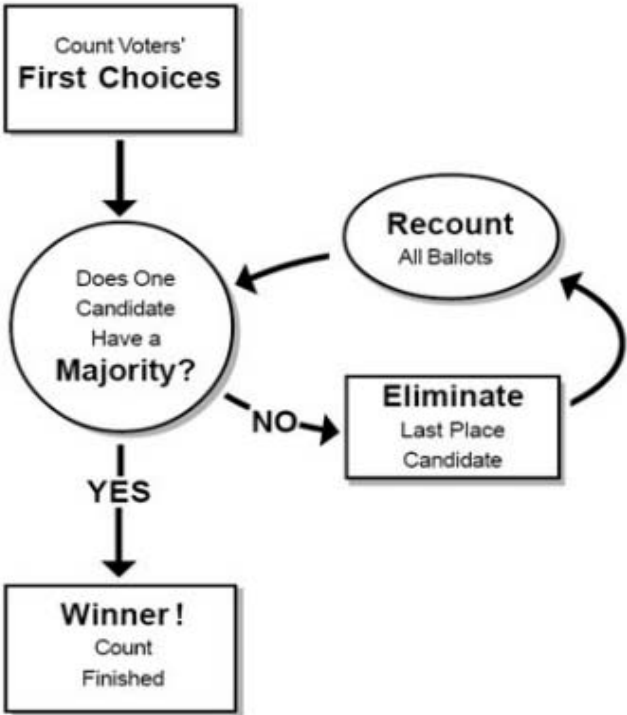 Count Voters'
First Choices
Does One
Candidate
Have a
Majority?
Recount
All Ballots
NO
Eliminate
Last Place
Candidate
YES
Winner!
Count
Finished